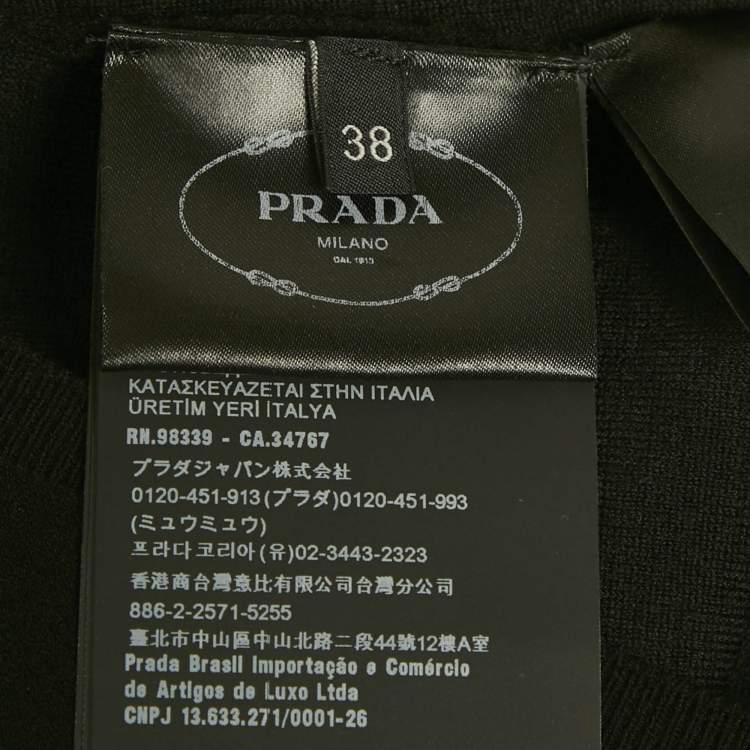 38
PRADA
MILANO
DAL 1913
ΚΑΤΑΣΚΕΥΑΖΕΤΑΙ ΣΤΗΝ ΙΤΑΛΙΑ
ÜRETİM YERİ İTALYA
RN.98339 - CA.34767
プラダジャパン株式会社
0120-451-913(プラダ)0120-451-993
(ミュウミュウ)
프라다코리아(유)02-3443-2323
香港商台灣意比有限公司台灣分公司
886-2-2571-5255
臺北市中山區中山北路二段44號12樓A室
Prada Brasil Importação e Comércio
de Artigos de Luxo Ltda
CNPJ 13.633.271/0001-26